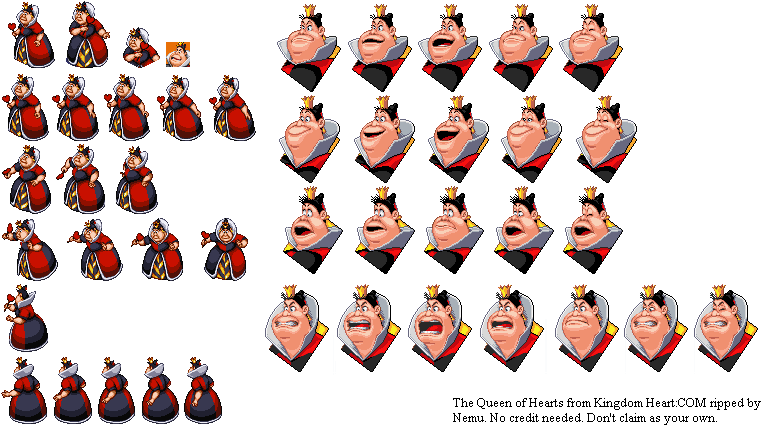 The Queen of Hearts from Kingdom Heart:COM ripped by
Nemu. No credit needed. Don't claim as your own.